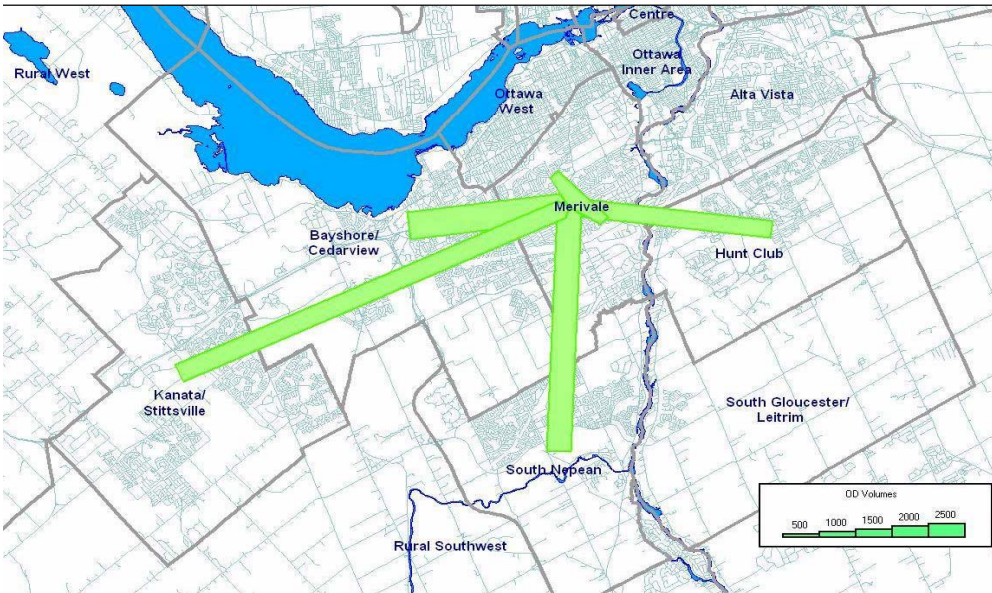 Centre
Rural West
Ottawa
Inner Area
Ottawa
West
Alta Vista
Merivale
Bayshore/
Cedarview
Hunt Club
Kanata/
Stittsville
South Gloucester/
Leitrim
South Nepean
Rural Southwest
OD Volumes
500 1000 1500 2000 2500